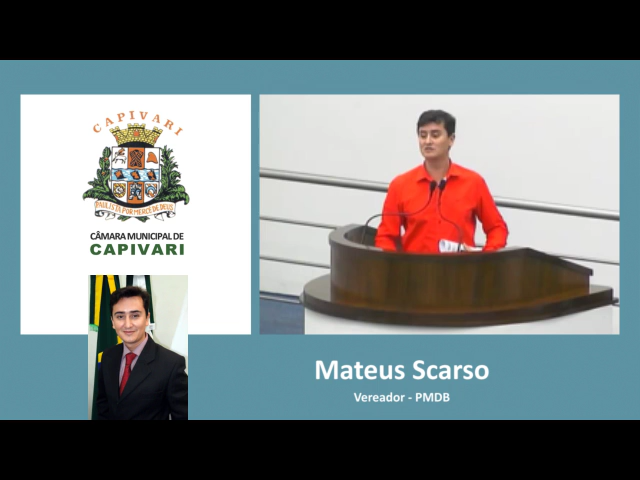 CAPIVARI
PAULISTA POR MERCÊ DE DEUS
CÂMARA MUNICIPAL DE
CAPIVARI
Mateus Scarso
Vereador - PMDB